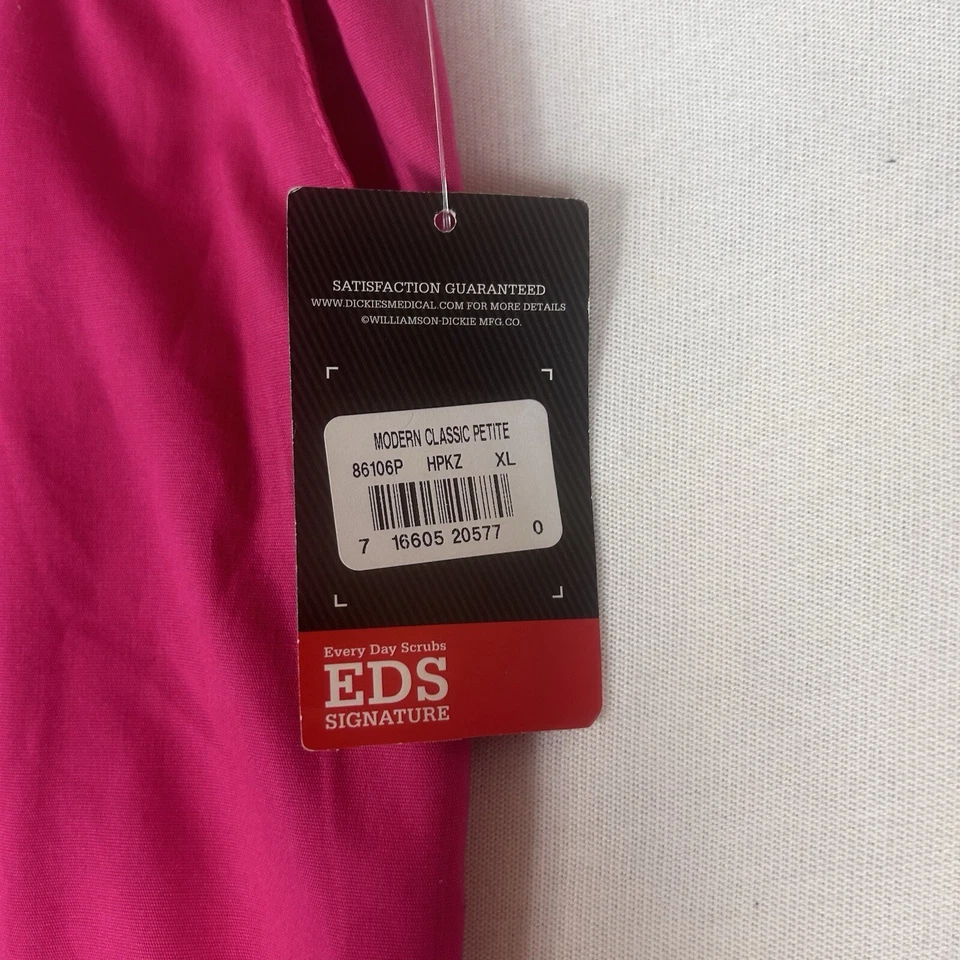 SATISFACTION GUARANTEED
WWW.DICKIESMEDICAL.COM FOR MORE DETAILS
©WILLIAMSON-DICKIE MFG.CO.
MODERN CLASSIC PETITE
86106P HPKZ XL
7 16605 20577 0
Every Day Scrubs
EDS
SIGNATURE